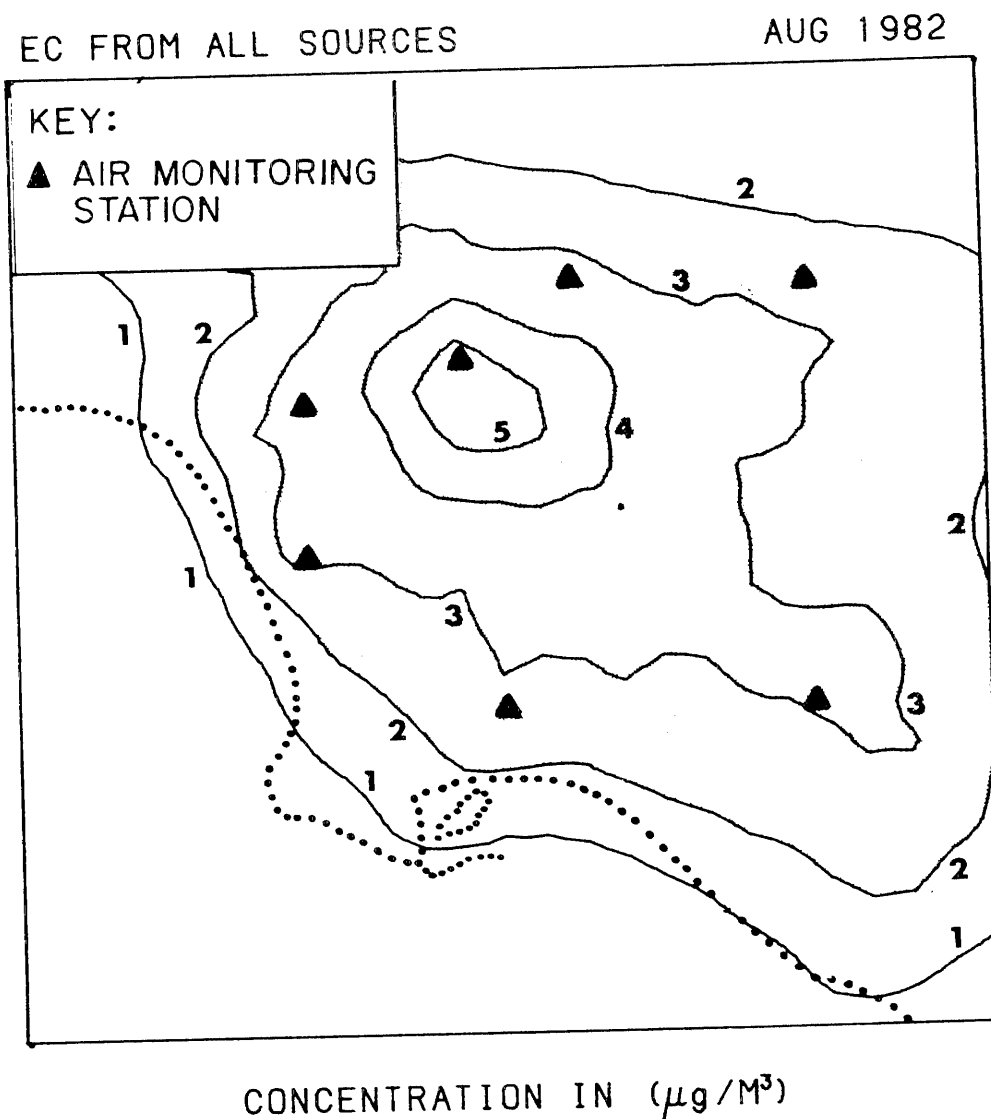 EC FROM ALL SOURCES
AUG 1982
KEY:
▲ AIR MONITORING
STATION
2
3
1
2
5
4
2
1
3
3
2
1
2
1
CONCENTRATION IN (μg/M³)